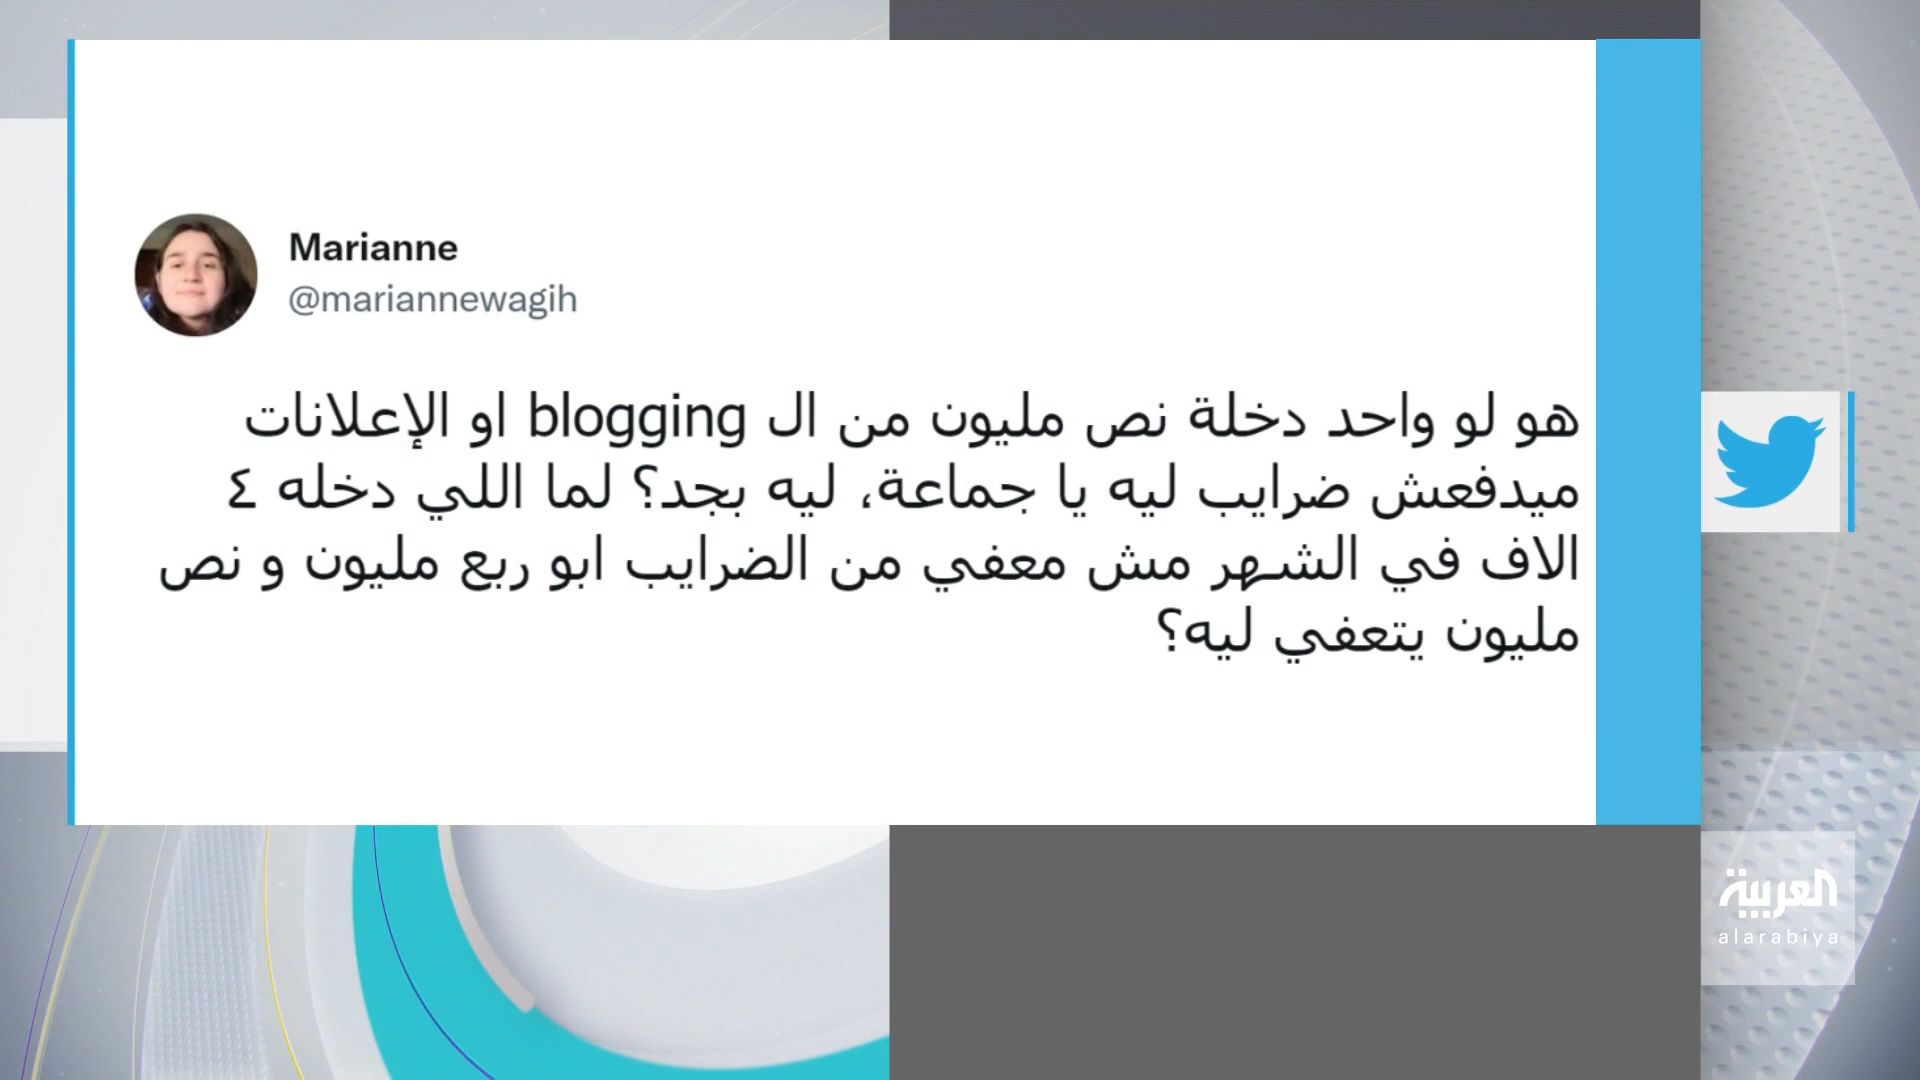 Marianne
@mariannewagih
هو لو واحد دخلة نص مليون من ال blogging او الإعلانات
ميدفعش ضرايب ليه يا جماعة، ليه بجد؟ لما اللي دخله ٤
الاف في الشهر مش معفي من الضرايب ابو ربع مليون و نص
مليون يتعفي ليه؟
العربية
alarabiya